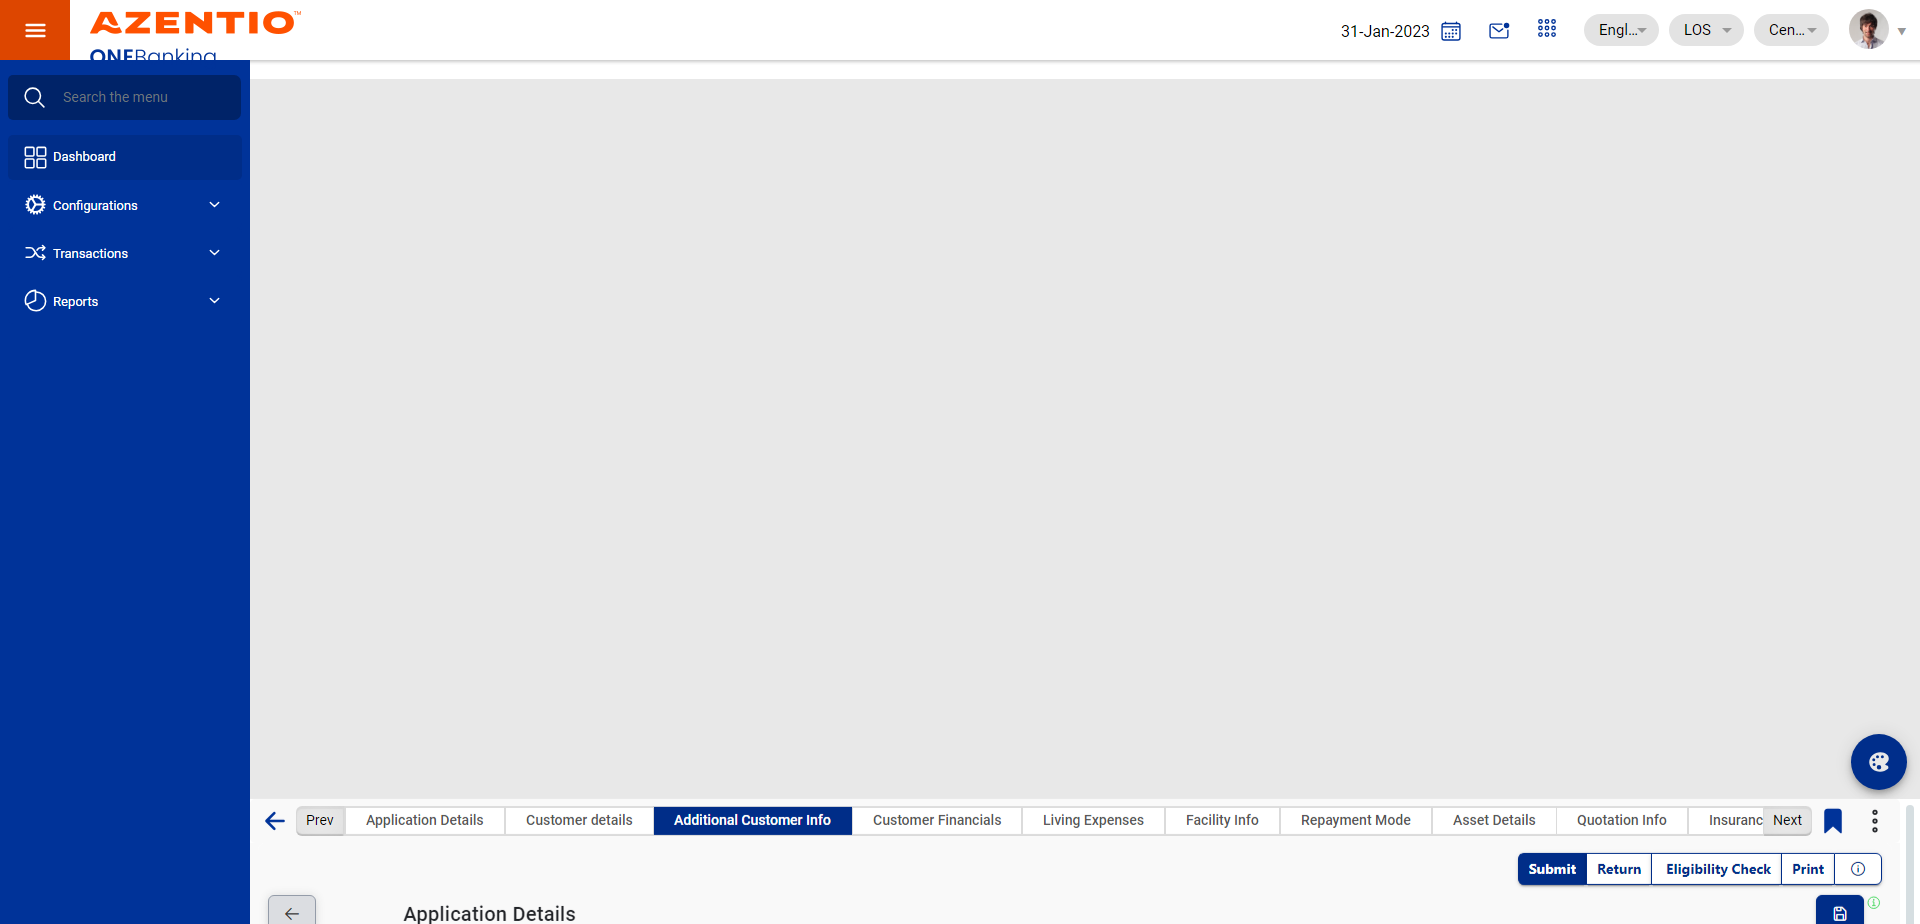 AZENTIO™
ONEBanking
31-Jan-2023
Engl...
LOS
Cen...
Search the menu
Dashboard
Configurations
Transactions
Reports
Prev
Application Details
Customer details
Additional Customer Info
Customer Financials
Living Expenses
Facility Info
Repayment Mode
Asset Details
Quotation Info
Insuranc
Next
Submit
Return
Eligibility Check
Print
Application Details